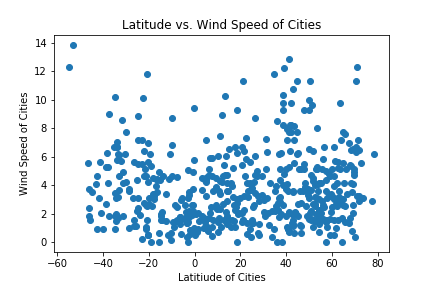 Latitude vs. Wind Speed of Cities
14
12
10
8
6
4
2
0
Wind Speed of Cities
−60 −40 −20 0 20 40 60 80
Latitiude of Cities